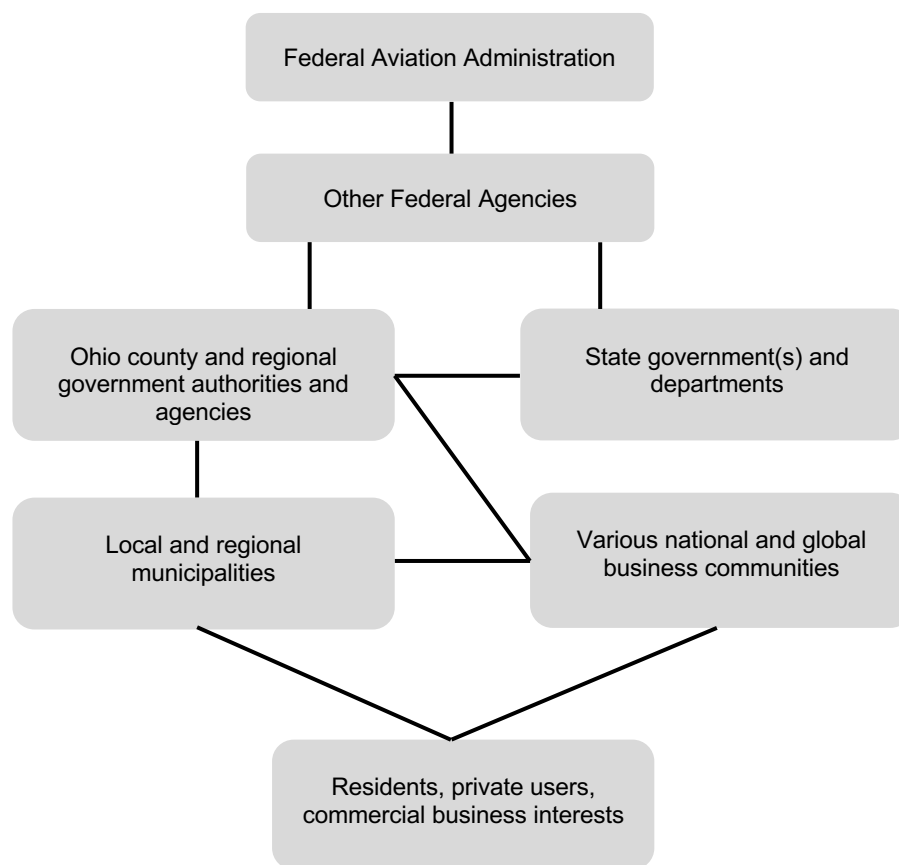 Federal Aviation Administration
Other Federal Agencies
Ohio county and regional
government authorities and
agencies
State government(s) and
departments
Local and regional
municipalities
Various national and global
business communities
Residents, private users,
commercial business interests